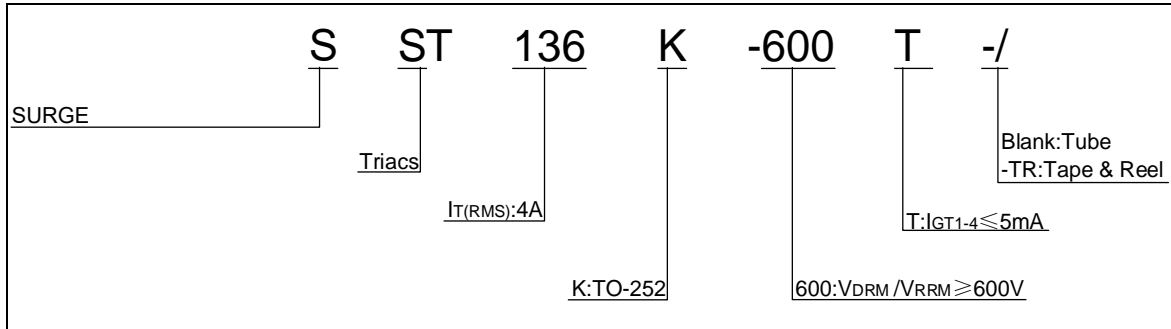 S ST 136 K -600 T -/
SURGE
Blank:Tube
Triacs
-TR:Tape & Reel
IT(RMS):4A
T:IGT1-4≤5mA
K:TO-252
600:VDRM/VRRM≥600V